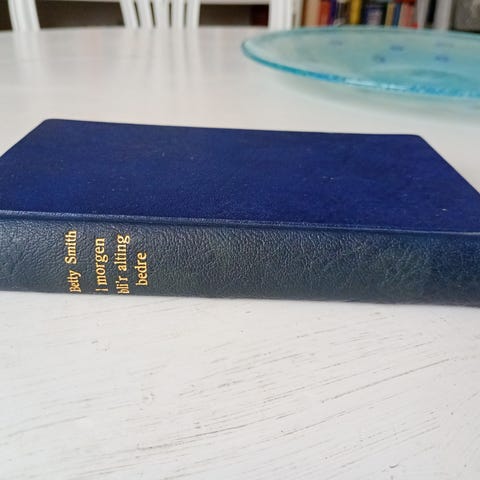 Betty Smith
I morgen
bli'r alting
bedre